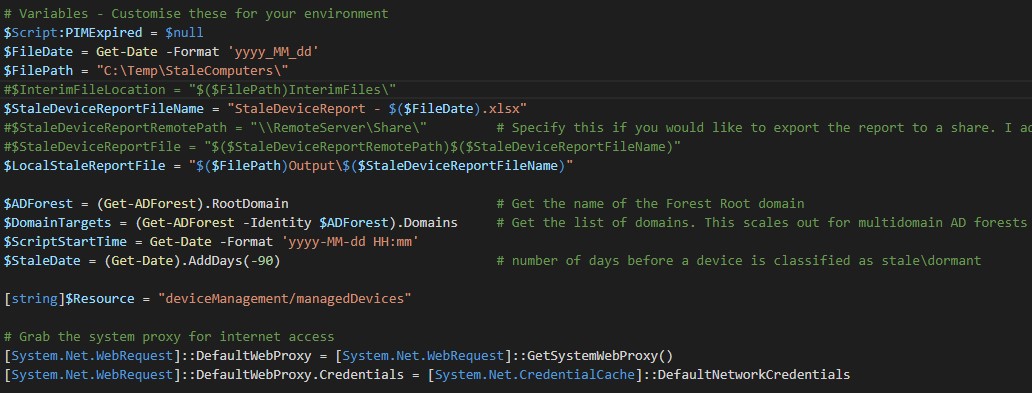 # Variables - Customise these for your environment
$Script:PIMExpired = $null
$FileDate = Get-Date -Format 'yyyy_MM_dd'
$FilePath = "C:\Temp\StaleComputers\"
#$InterimFileLocation = "$($FilePath)InterimFiles\"
$StaleDeviceReportFileName = "StaleDeviceReport - $($FileDate).xlsx"
#$StaleDeviceReportRemotePath = "\\RemoteServer\Share\" # Specify this if you would like to export the report to a share. I
#$StaleDeviceReportFile = "$($StaleDeviceReportRemotePath)$($StaleDeviceReportFileName)"
$LocalStaleReportFile = "$($FilePath)Output\$($StaleDeviceReportFileName)"
$ADForest = (Get-ADForest).RootDomain # Get the name of the Forest Root domain
$DomainTargets = (Get-ADForest -Identity $ADForest).Domains # Get the list of domains. This scales out for multidomain AD forests
$ScriptStartTime = Get-Date -Format 'yyyy-MM-dd HH:mm'
$StaleDate = (Get-Date).AddDays(-90) # number of days before a device is classified as stale\dormant
[string]$Resource = "deviceManagement/managedDevices"
# Grab the system proxy for internet access
[System.Net.WebRequest]::DefaultWebProxy = [System.Net.WebRequest]::GetSystemWebProxy()
[System.Net.WebRequest]::DefaultWebProxy.Credentials = [System.Net.CredentialCache]::DefaultNetworkCredentials